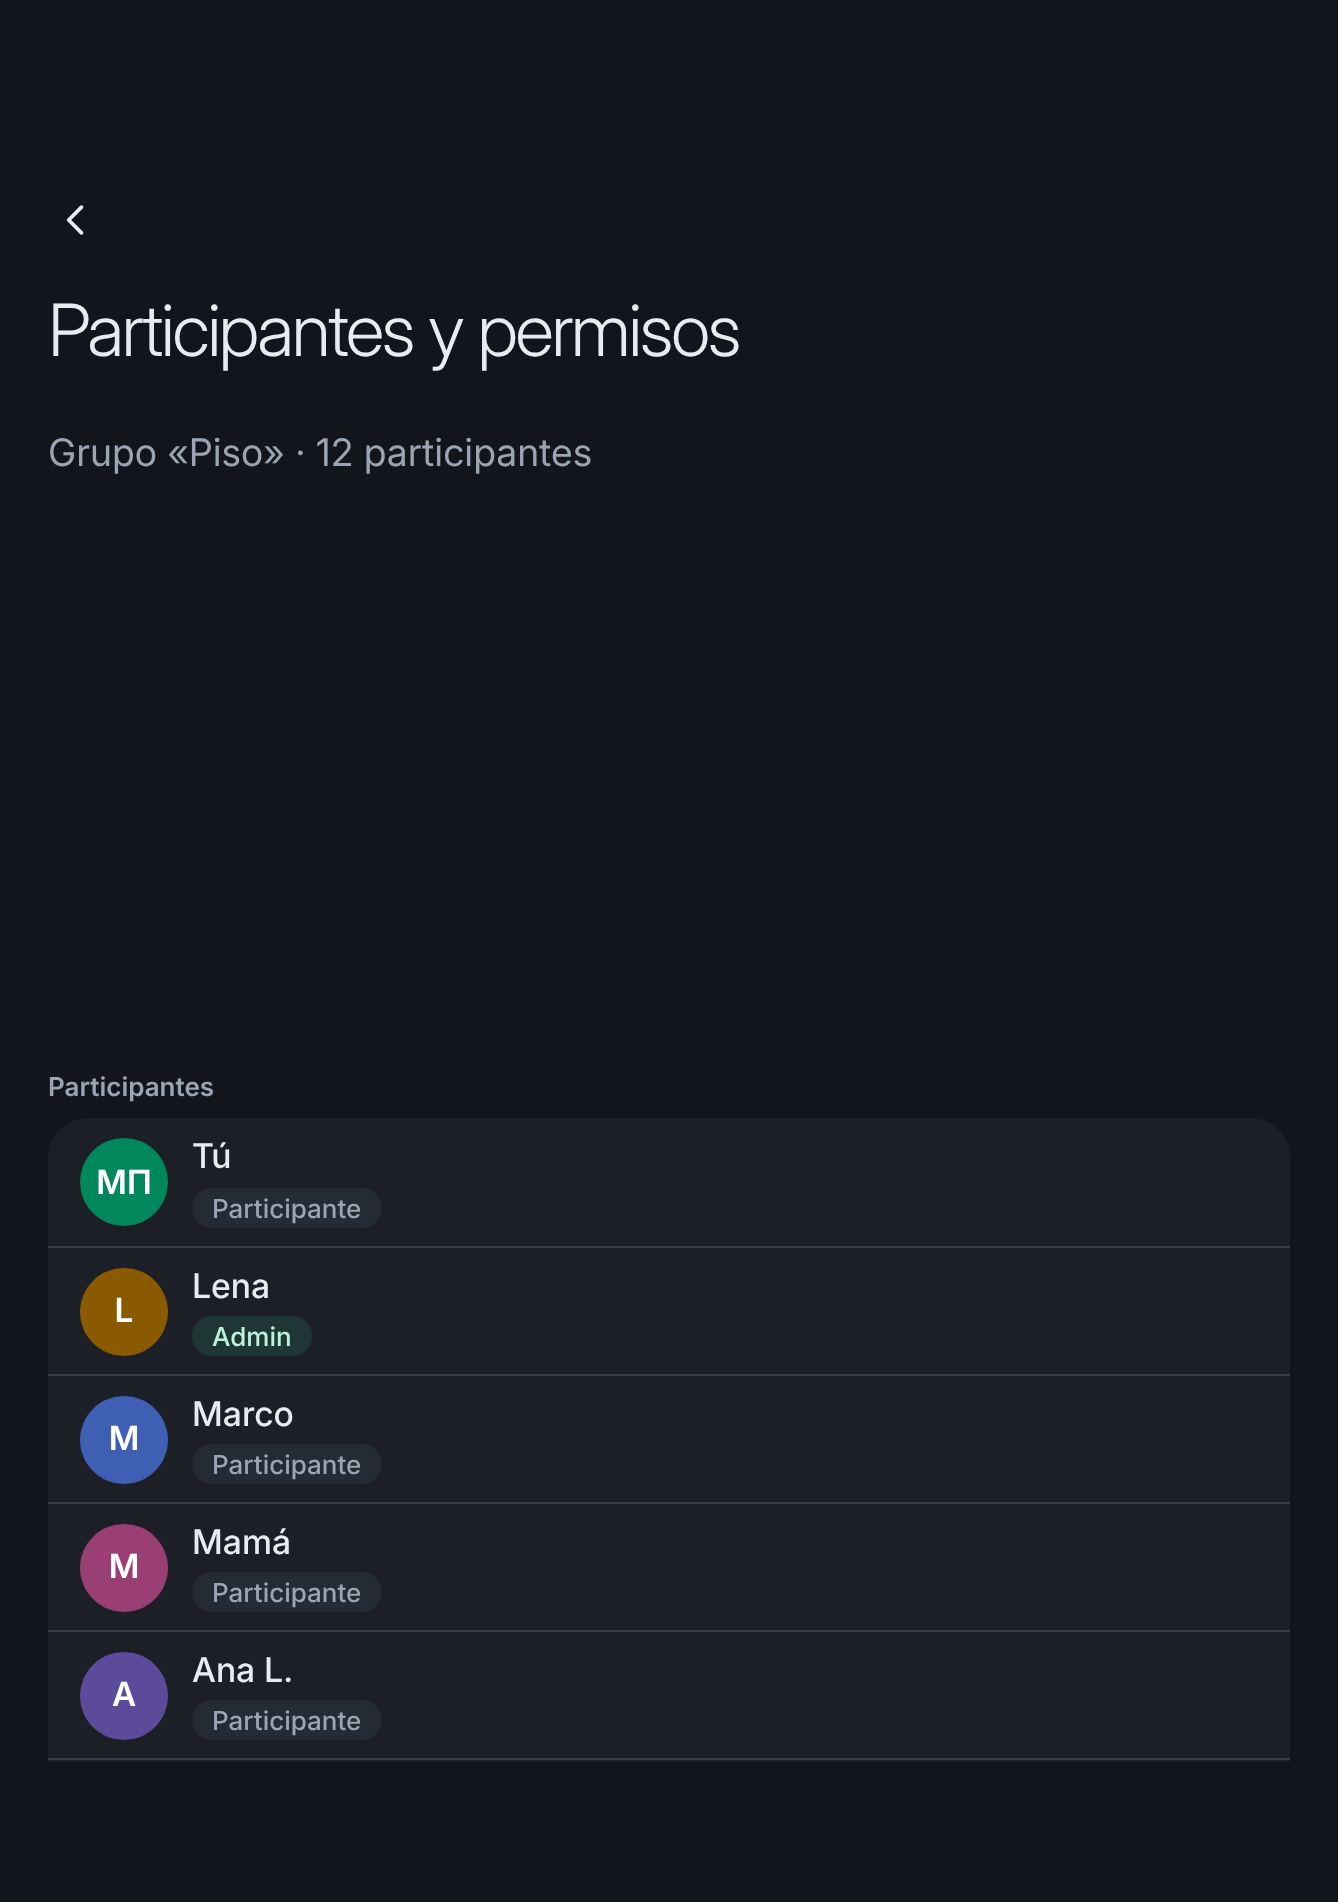 Participantes y permisos
Grupo «Piso» · 12 participantes
Participantes
МП
Tú
Participante
L
Lena
Admin
M
Marco
Participante
M
Mamá
Participante
A
Ana L.
Participante